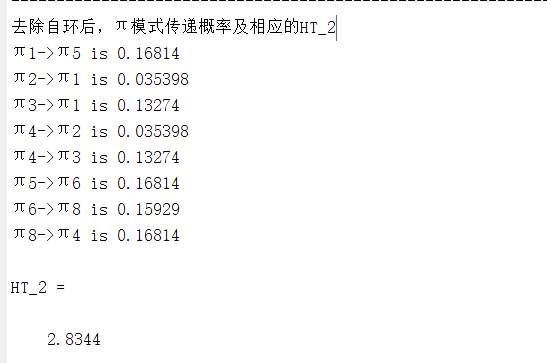 去除自环后，π模式传递概率及相应的HT_2
π1->π5 is 0.16814
π2->π1 is 0.035398
π3->π1 is 0.13274
π4->π2 is 0.035398
π4->π3 is 0.13274
π5->π6 is 0.16814
π6->π8 is 0.15929
π8->π4 is 0.16814
HT_2 =
2.8344